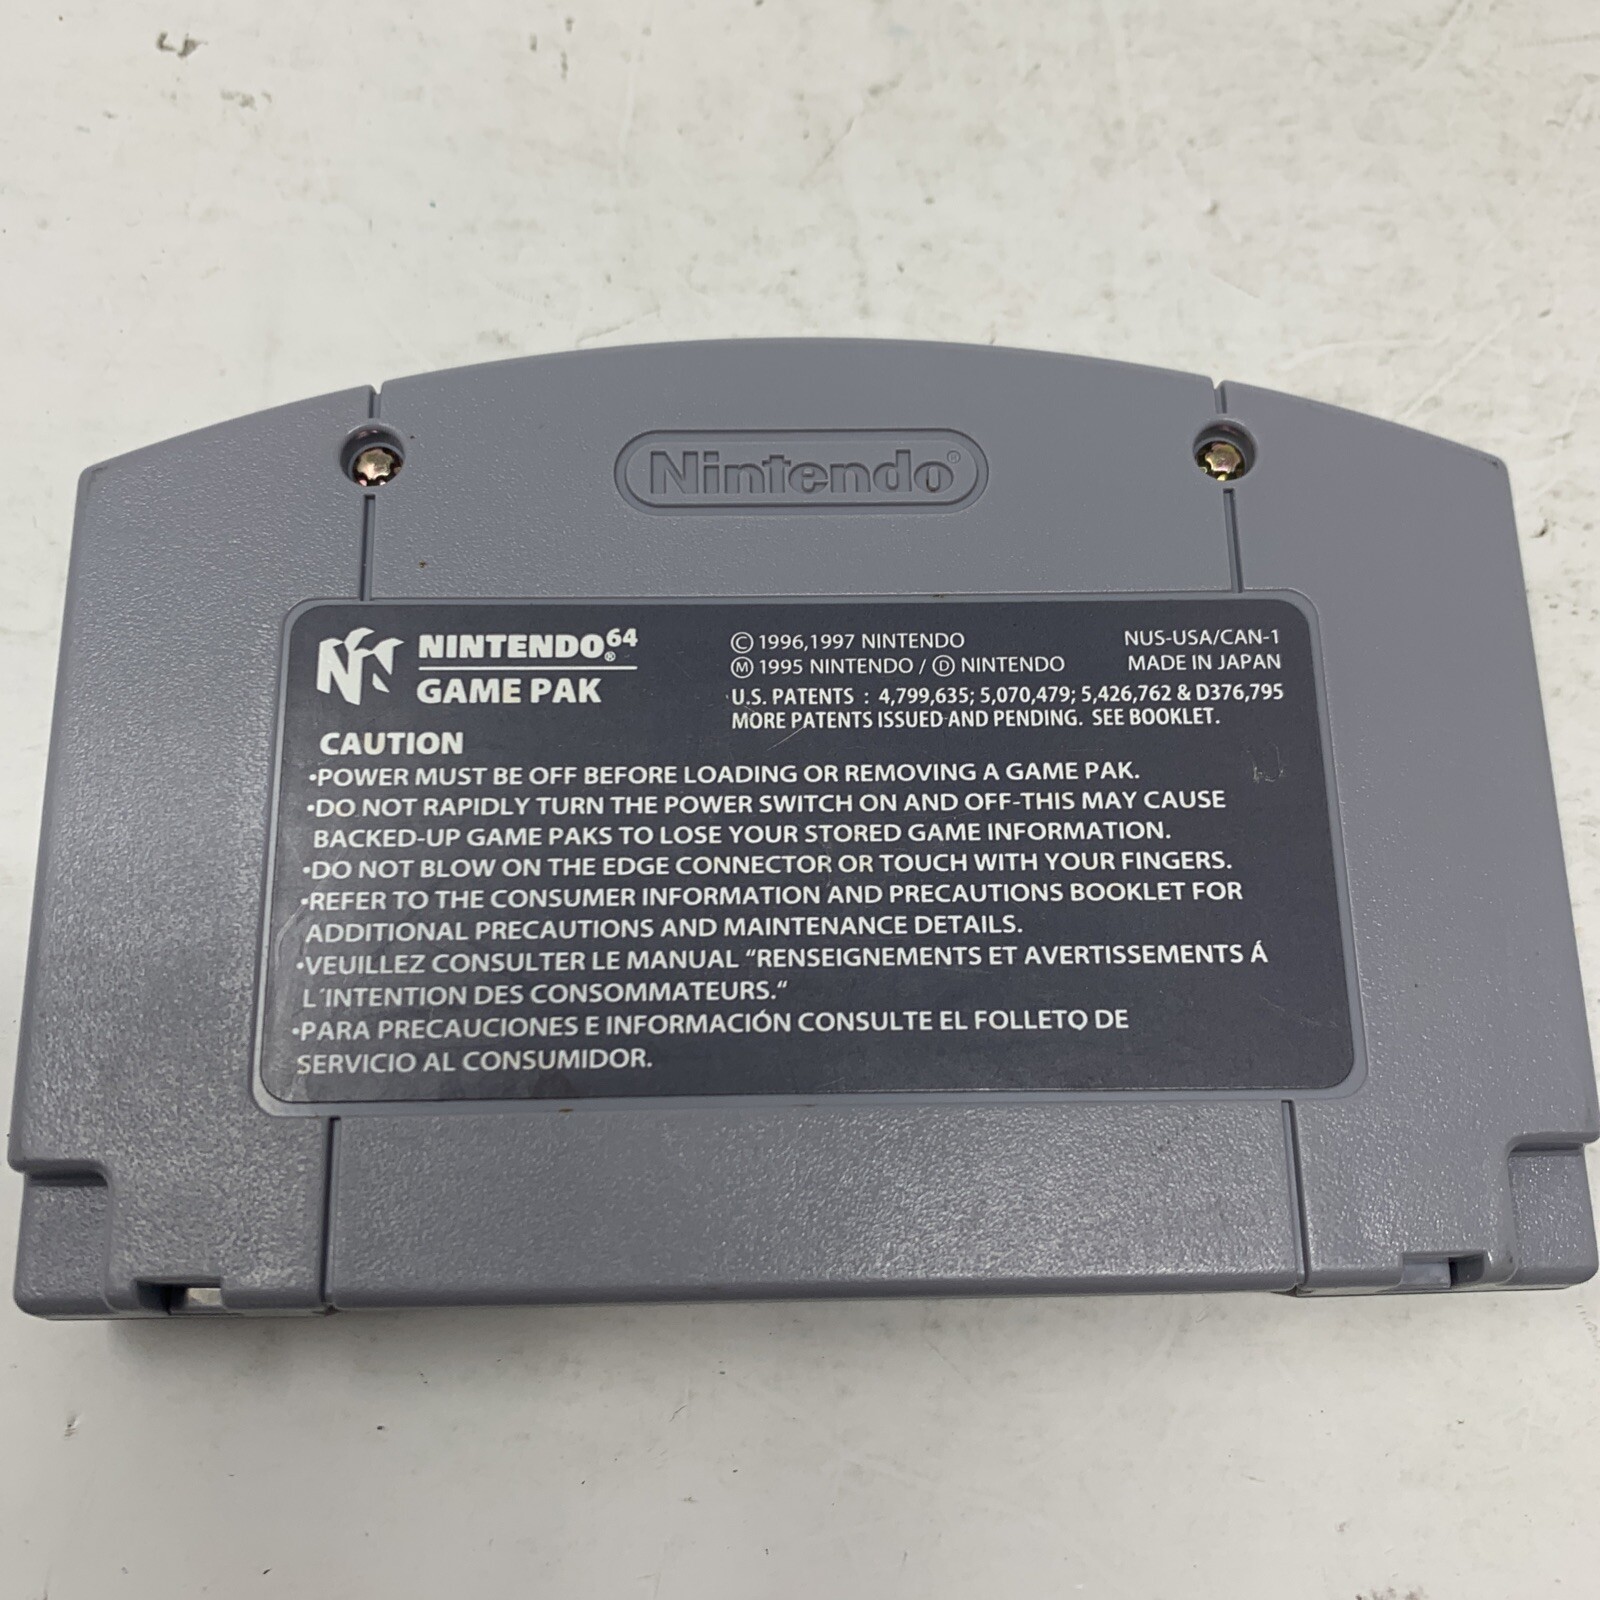 Nintendo®
NINTENDO®64
GAME PAK
© 1996,1997 NINTENDO
Ⓜ 1995 NINTENDO / Ⓓ NINTENDO
NUS-USA/CAN-1
MADE IN JAPAN
U.S. PATENTS : 4,799,635; 5,070,479; 5,426,762 & D376,795
MORE PATENTS ISSUED AND PENDING. SEE BOOKLET.
CAUTION
•POWER MUST BE OFF BEFORE LOADING OR REMOVING A GAME PAK.
•DO NOT RAPIDLY TURN THE POWER SWITCH ON AND OFF-THIS MAY CAUSE
BACKED-UP GAME PAKS TO LOSE YOUR STORED GAME INFORMATION.
•DO NOT BLOW ON THE EDGE CONNECTOR OR TOUCH WITH YOUR FINGERS.
•REFER TO THE CONSUMER INFORMATION AND PRECAUTIONS BOOKLET FOR
ADDITIONAL PRECAUTIONS AND MAINTENANCE DETAILS.
•VEUILLEZ CONSULTER LE MANUAL “RENSEIGNEMENTS ET AVERTISSEMENTS Á
L´INTENTION DES CONSOMMATEURS.“
•PARA PRECAUCIONES E INFORMACIÓN CONSULTE EL FOLLETO DE
SERVICIO AL CONSUMIDOR.